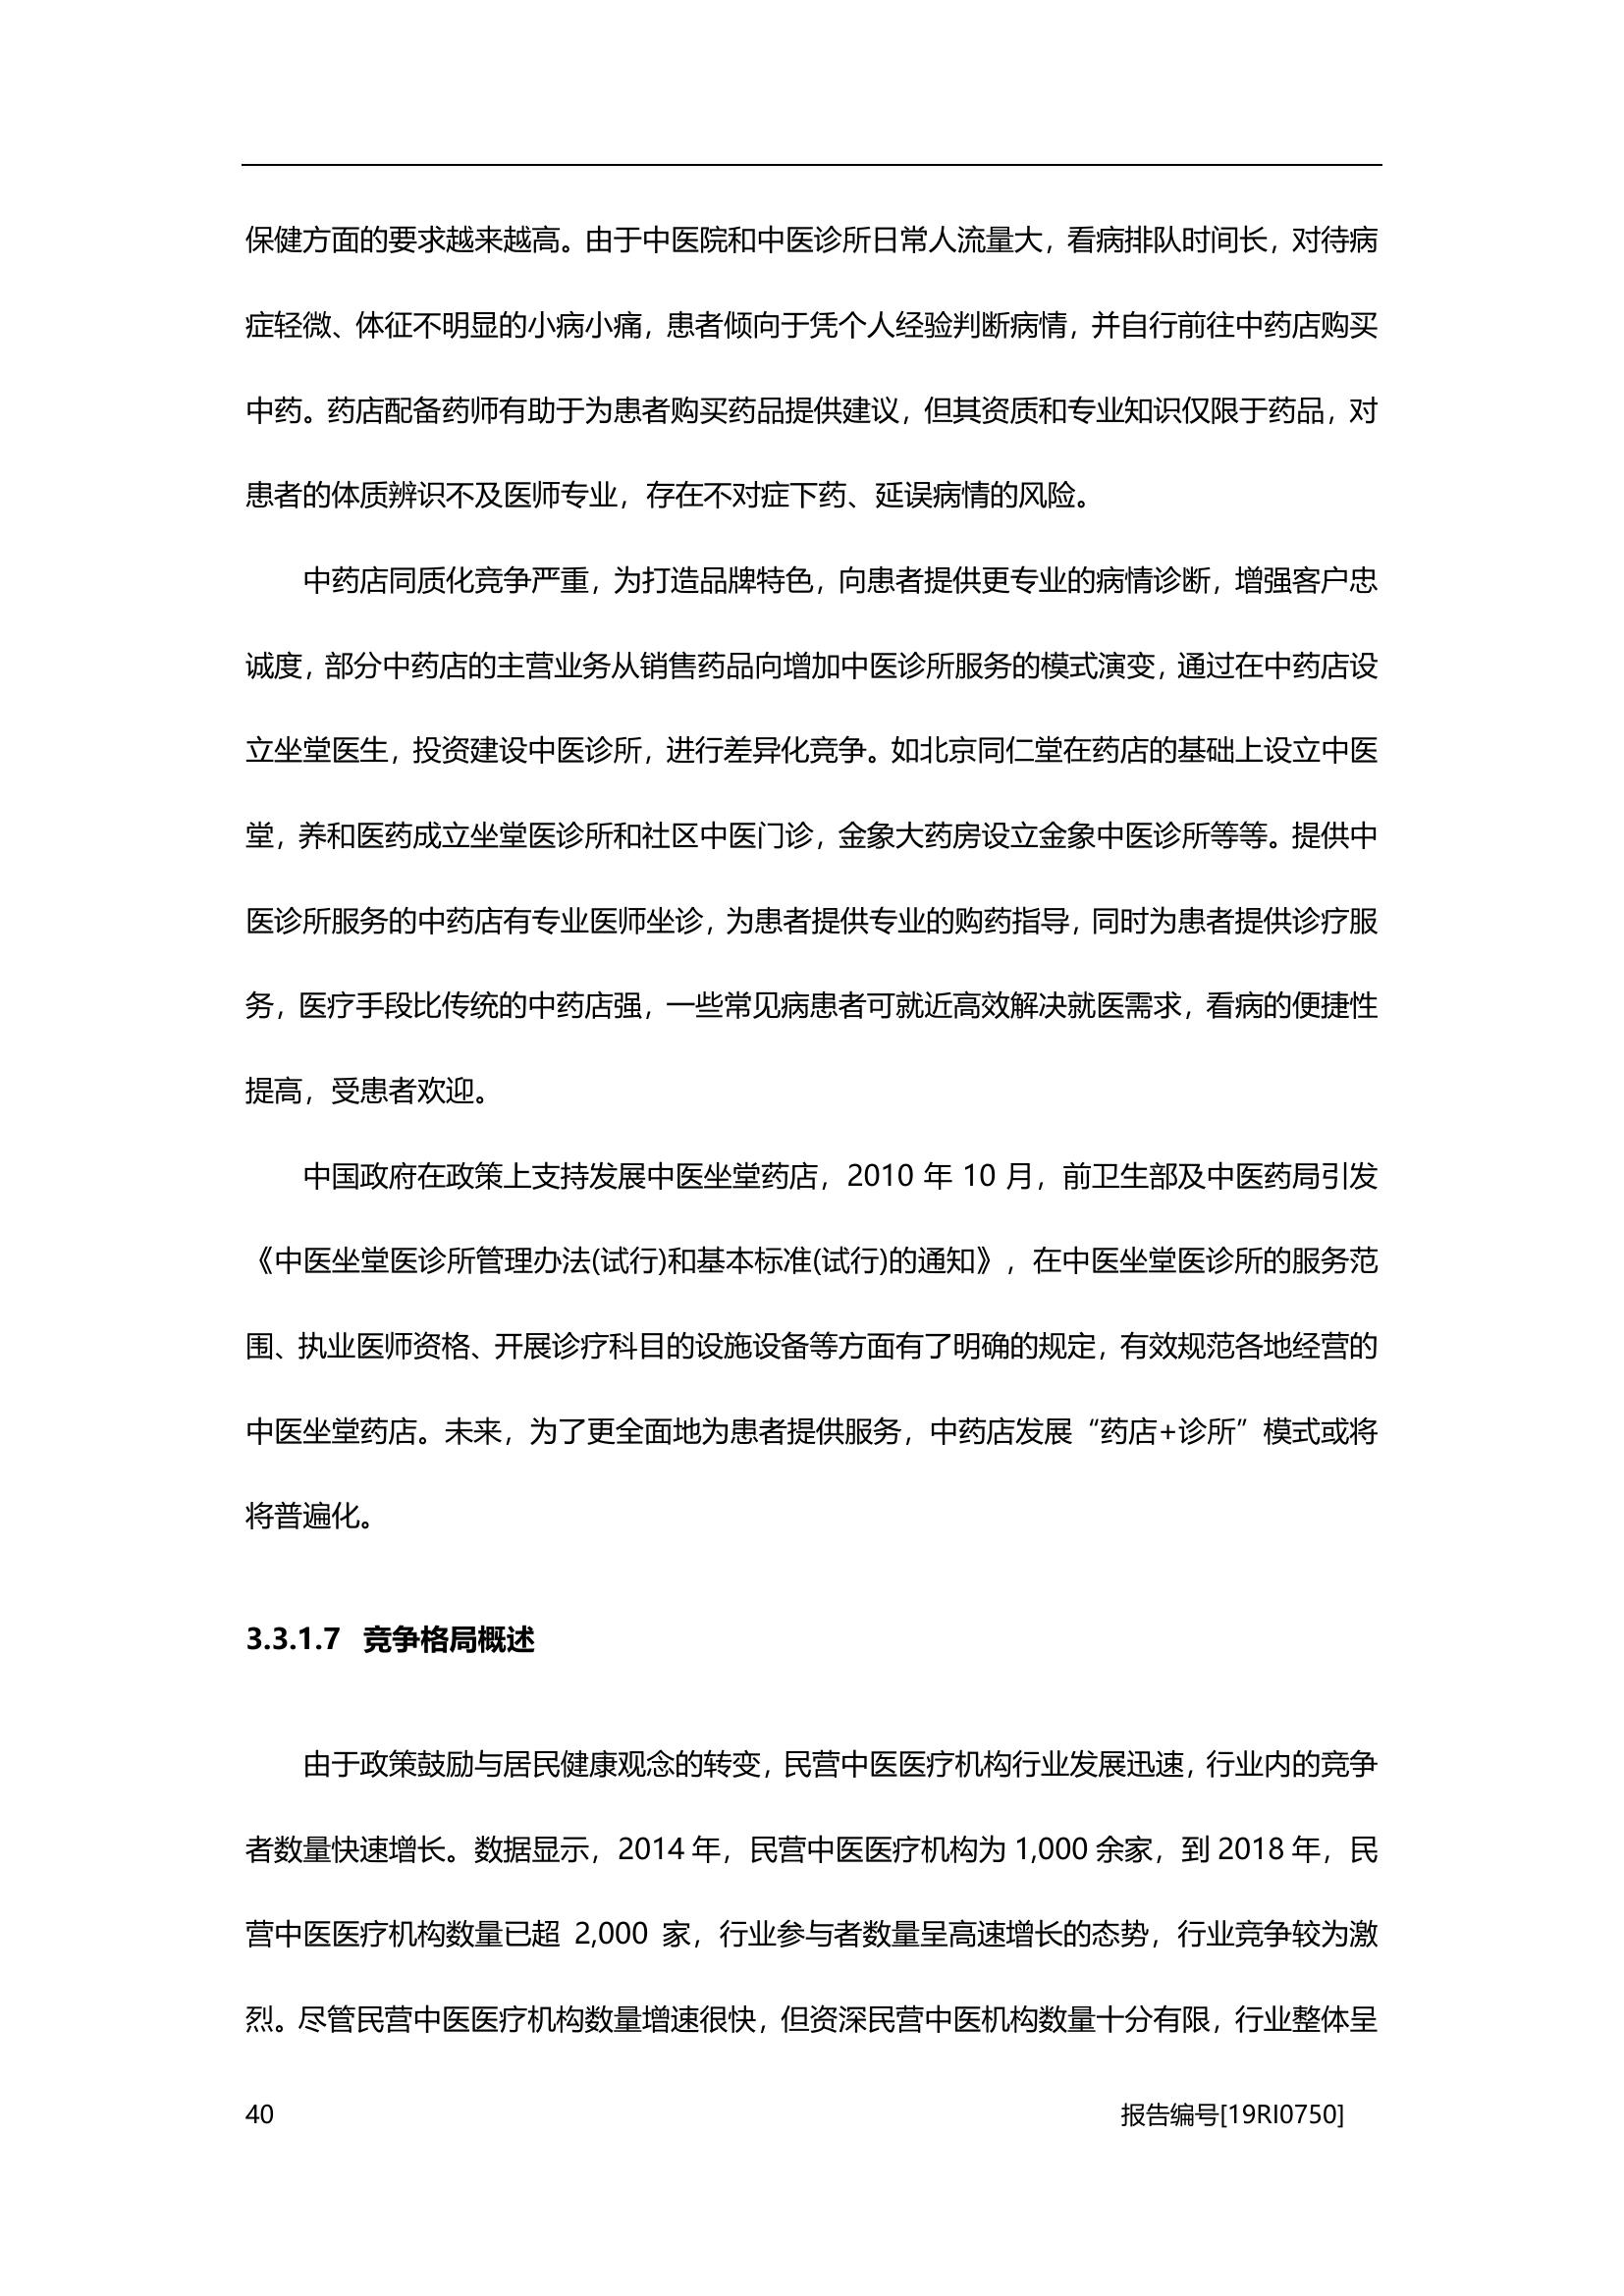 保健方面的要求越来越高。由于中医院和中医诊所日常人流量大，看病排队时间长，对待病
症轻微、体征不明显的小病小痛，患者倾向于凭个人经验判断病情，并自行前往中药店购买
中药。药店配备药师有助于为患者购买药品提供建议，但其资质和专业知识仅限于药品，对
患者的体质辨识不及医师专业，存在不对症下药、延误病情的风险。
中药店同质化竞争严重，为打造品牌特色，向患者提供更专业的病情诊断，增强客户忠
诚度，部分中药店的主营业务从销售药品向增加中医诊所服务的模式演变，通过在中药店设
立坐堂医生，投资建设中医诊所，进行差异化竞争。如北京同仁堂在药店的基础上设立中医
堂，养和医药成立坐堂医诊所和社区中医门诊，金象大药房设立金象中医诊所等等。提供中
医诊所服务的中药店有专业医师坐诊，为患者提供专业的购药指导，同时为患者提供诊疗服
务，医疗手段比传统的中药店强，一些常见病患者可就近高效解决就医需求，看病的便捷性
提高，受患者欢迎。
中国政府在政策上支持发展中医坐堂药店，2010 年 10 月，前卫生部及中医药局引发
《中医坐堂医诊所管理办法(试行)和基本标准(试行)的通知》，在中医坐堂医诊所的服务范
围、执业医师资格、开展诊疗科目的设施设备等方面有了明确的规定，有效规范各地经营的
中医坐堂药店。未来，为了更全面地为患者提供服务，中药店发展“药店+诊所”模式或将
将普遍化。
3.3.1.7 竞争格局概述
由于政策鼓励与居民健康观念的转变，民营中医医疗机构行业发展迅速，行业内的竞争
者数量快速增长。数据显示，2014 年，民营中医医疗机构为 1,000 余家，到 2018 年，民
营中医医疗机构数量已超 2,000 家，行业参与者数量呈高速增长的态势，行业竞争较为激
烈。尽管民营中医医疗机构数量增速很快，但资深民营中医机构数量十分有限，行业整体呈
40 报告编号[19RI0750]